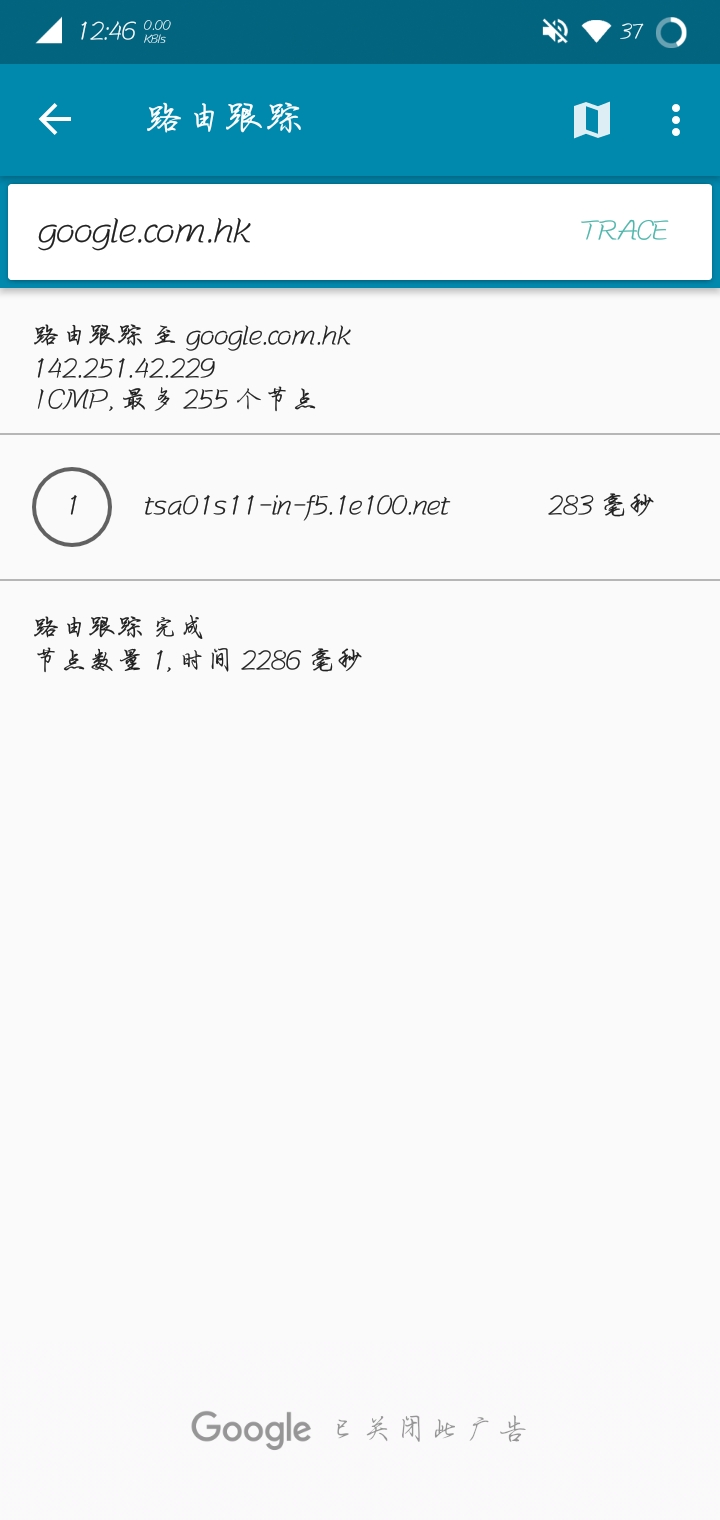 12:46 0.00 KB/s 37
路由跟踪
google.com.hk TRACE
路由跟踪 至 google.com.hk
142.251.42.229
ICMP, 最多 255 个节点
1 tsa01s11-in-f5.1e100.net 283 毫秒
路由跟踪 完成
节点数量 1, 时间 2286 毫秒
Google 已关闭此广告